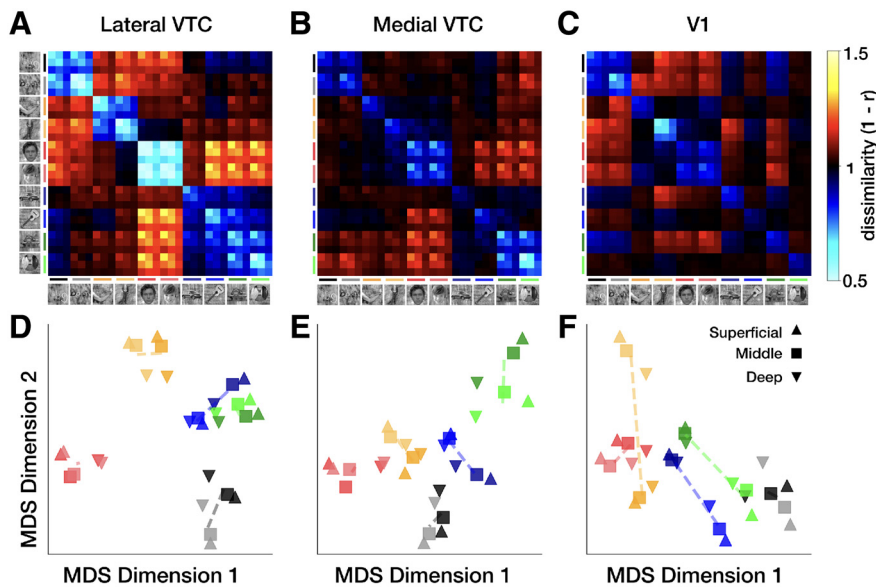 A Lateral VTC
B Medial VTC
C V1
1.5
1
0.5
dissimilarity (1 - r)
D
E
F
Superficial
Middle
Deep
MDS Dimension 2
MDS Dimension 1
MDS Dimension 1
MDS Dimension 1